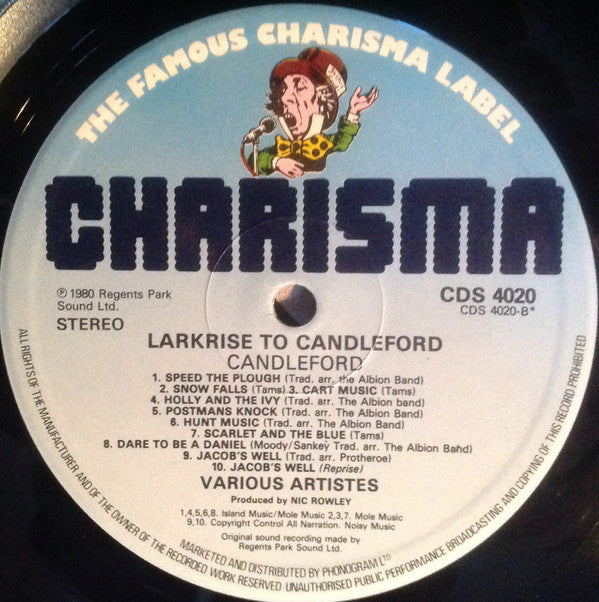 THE FAMOUS CHARISMA LABEL
CHARISMA
℗ 1980 Regents Park
Sound Ltd.
STEREO
CDS 4020
CDS 4020-B*
LARKRISE TO CANDLEFORD
CANDLEFORD
1. SPEED THE PLOUGH (Trad. arr. the Albion Band)
2. SNOW FALLS (Tams) 3. CART MUSIC (Tams)
4. HOLLY AND THE IVY (Trad. arr. The Albion Band)
5. POSTMANS KNOCK (Trad. arr. The Albion Band)
6. HUNT MUSIC (Trad. arr. The Albion Band)
7. SCARLET AND THE BLUE (Tams)
8. DARE TO BE A DANIEL (Moody/Sankey Trad. arr. The Albion Band)
9. JACOB'S WELL (Trad. arr. Protheroe)
10. JACOB'S WELL (Reprise)
VARIOUS ARTISTES
Produced by NIC ROWLEY
1,4,5,6,8. Island Music/Mole Music 2,3,7. Mole Music
9,10. Copyright Control All Narration. Noisy Music
Original sound recording made by
Regents Park Sound Ltd.
MARKETED AND DISTRIBUTED BY PHONOGRAM LTD
ALL RIGHTS OF THE MANUFACTURER AND OF THE OWNER OF THE RECORDED WORK RESERVED UNAUTHORISED PUBLIC PERFORMANCE BROADCASTING AND COPYING OF THIS RECORD PROHIBITED